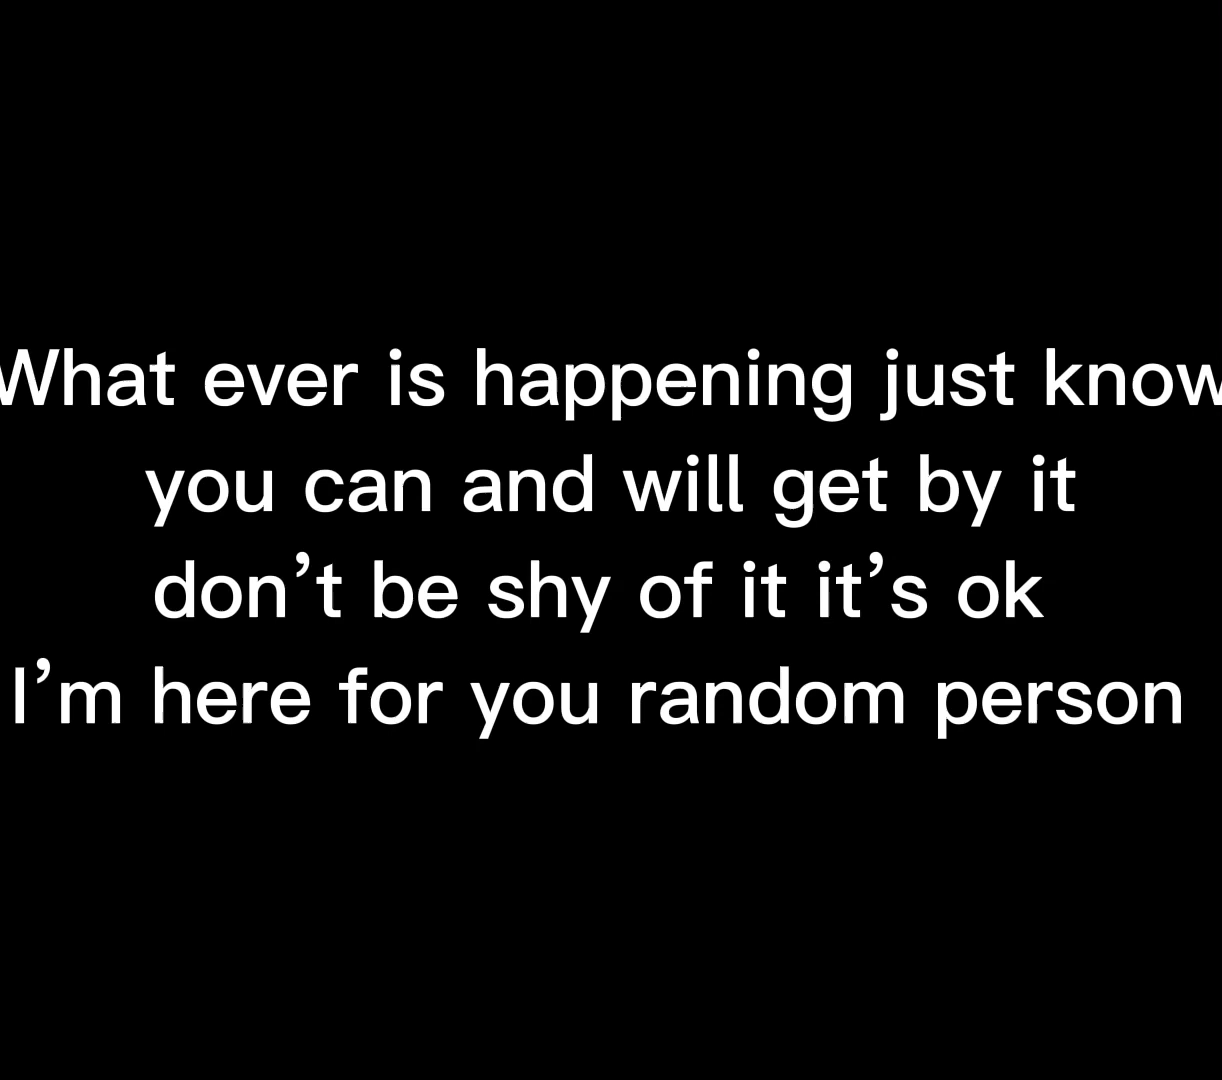 What ever is happening just know
you can and will get by it
don’t be shy of it it’s ok
I’m here for you random person